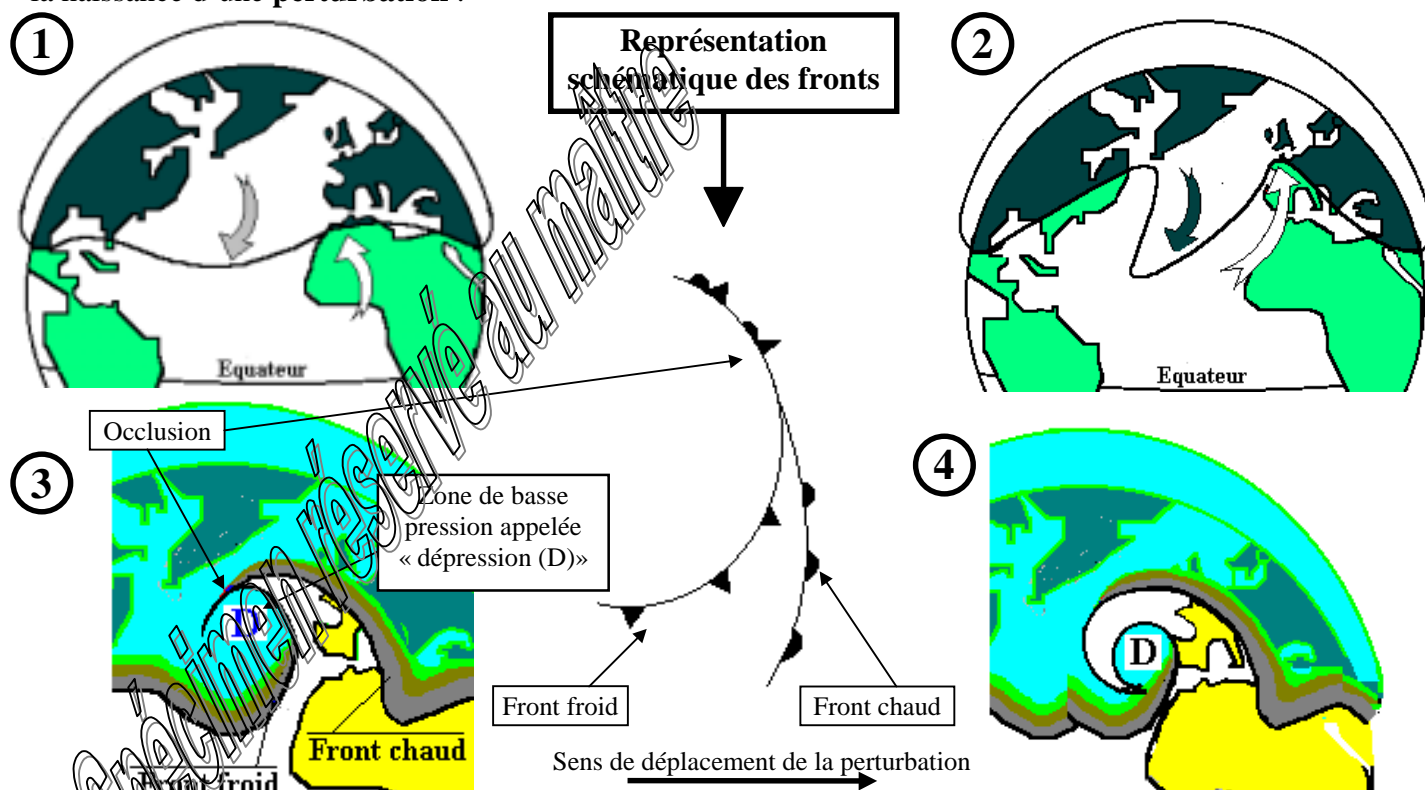 la naissance d'une perturbation :
1
Représentation
schématique des fronts
2
Equateur
Equateur
Occlusion
3
Zone de basse
pression appelée
« dépression (D)»
4
D
D
Front froid
Front chaud
Front chaud
Front froid
Sens de déplacement de la perturbation
Spécimen réservé au maître